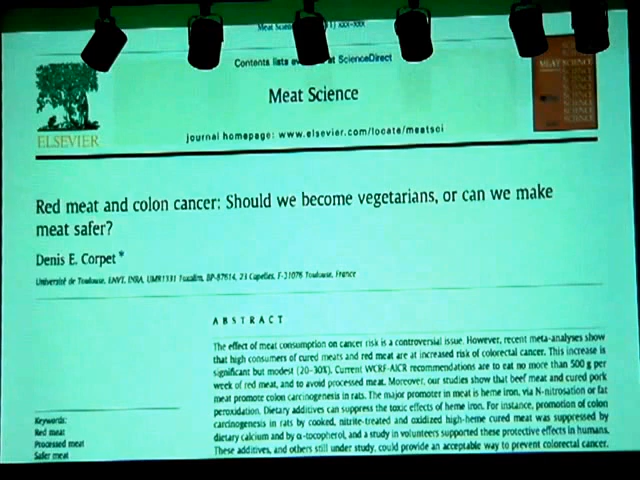 Meat Scien
Contents lists at ScienceDirect
Meat Science
MEAT SCIENCE
ELSEVIER
journal homepage: www.elsevier.com/locate/meatsci
Red meat and colon cancer: Should we become vegetarians, or can we make
meat safer?
Denis E. Corpet *
Université de Toulouse, ENVT, INRA, UMR1331 Toxalim, BP-87614, 23 Capelles, F-31076 Toulouse, France
ABSTRACT
The effect of meat consumption on cancer risk is a controversial issue. However, recent meta-analyses show
that high consumers of cured meats and red meat are at increased risk of colorectal cancer. This increase is
significant but modest (20–30%). Current WCRF-AICR recommendations are to eat no more than 500 g per
week of red meat, and to avoid processed meat. Moreover, our studies show that beef meat and cured pork
meat promote colon carcinogenesis in rats. The major promoter in meat is heme iron, via N-nitrosation or fat
peroxidation. Dietary additives can suppress the toxic effects of heme iron. For instance, promotion of colon
carcinogenesis in rats by cooked, nitrite-treated and oxidized high-heme cured meat was suppressed by
dietary calcium and by α-tocopherol, and a study in volunteers supported these protective effects in humans.
These additives, and others still under study, could provide an acceptable way to prevent colorectal cancer.
Keywords:
Red meat
Processed meat
Safer meat